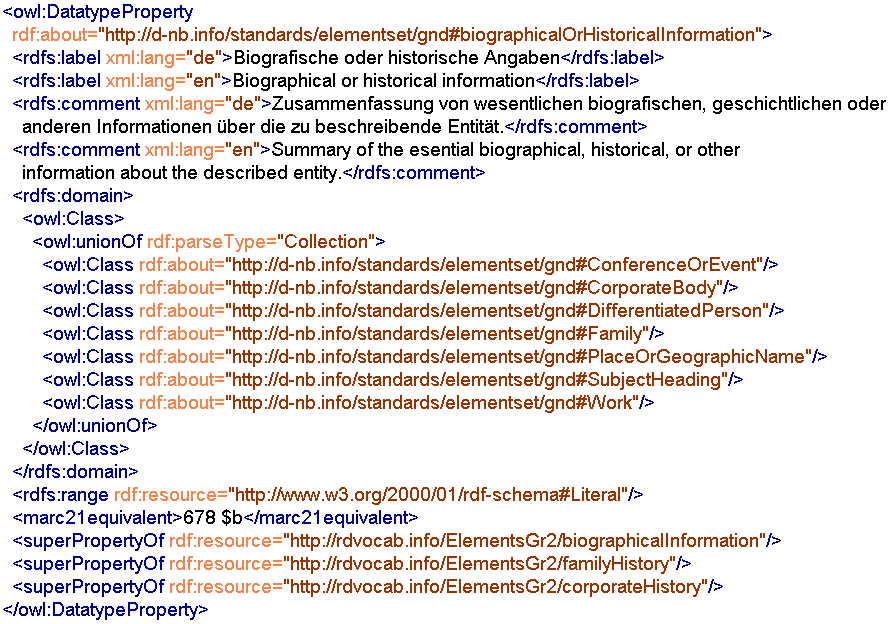 <owl:DatatypeProperty
rdf:about="http://d-nb.info/standards/elementset/gnd#biographicalOrHistoricalInformation">
<rdfs:label xml:lang="de">Biografische oder historische Angaben</rdfs:label>
<rdfs:label xml:lang="en">Biographical or historical information</rdfs:label>
<rdfs:comment xml:lang="de">Zusammenfassung von wesentlichen biografischen, geschichtlichen oder
anderen Informationen über die zu beschreibende Entität.</rdfs:comment>
<rdfs:comment xml:lang="en">Summary of the esential biographical, historical, or other
information about the described entity.</rdfs:comment>
<rdfs:domain>
<owl:Class>
<owl:unionOf rdf:parseType="Collection">
<owl:Class rdf:about="http://d-nb.info/standards/elementset/gnd#ConferenceOrEvent"/>
<owl:Class rdf:about="http://d-nb.info/standards/elementset/gnd#CorporateBody"/>
<owl:Class rdf:about="http://d-nb.info/standards/elementset/gnd#DifferentiatedPerson"/>
<owl:Class rdf:about="http://d-nb.info/standards/elementset/gnd#Family"/>
<owl:Class rdf:about="http://d-nb.info/standards/elementset/gnd#PlaceOrGeographicName"/>
<owl:Class rdf:about="http://d-nb.info/standards/elementset/gnd#SubjectHeading"/>
<owl:Class rdf:about="http://d-nb.info/standards/elementset/gnd#Work"/>
</owl:unionOf>
</owl:Class>
</rdfs:domain>
<rdfs:range rdf:resource="http://www.w3.org/2000/01/rdf-schema#Literal"/>
<marc21equivalent>678 $b</marc21equivalent>
<superPropertyOf rdf:resource="http://rdvocab.info/ElementsGr2/biographicalInformation"/>
<superPropertyOf rdf:resource="http://rdvocab.info/ElementsGr2/familyHistory"/>
<superPropertyOf rdf:resource="http://rdvocab.info/ElementsGr2/corporateHistory"/>
</owl:DatatypeProperty>